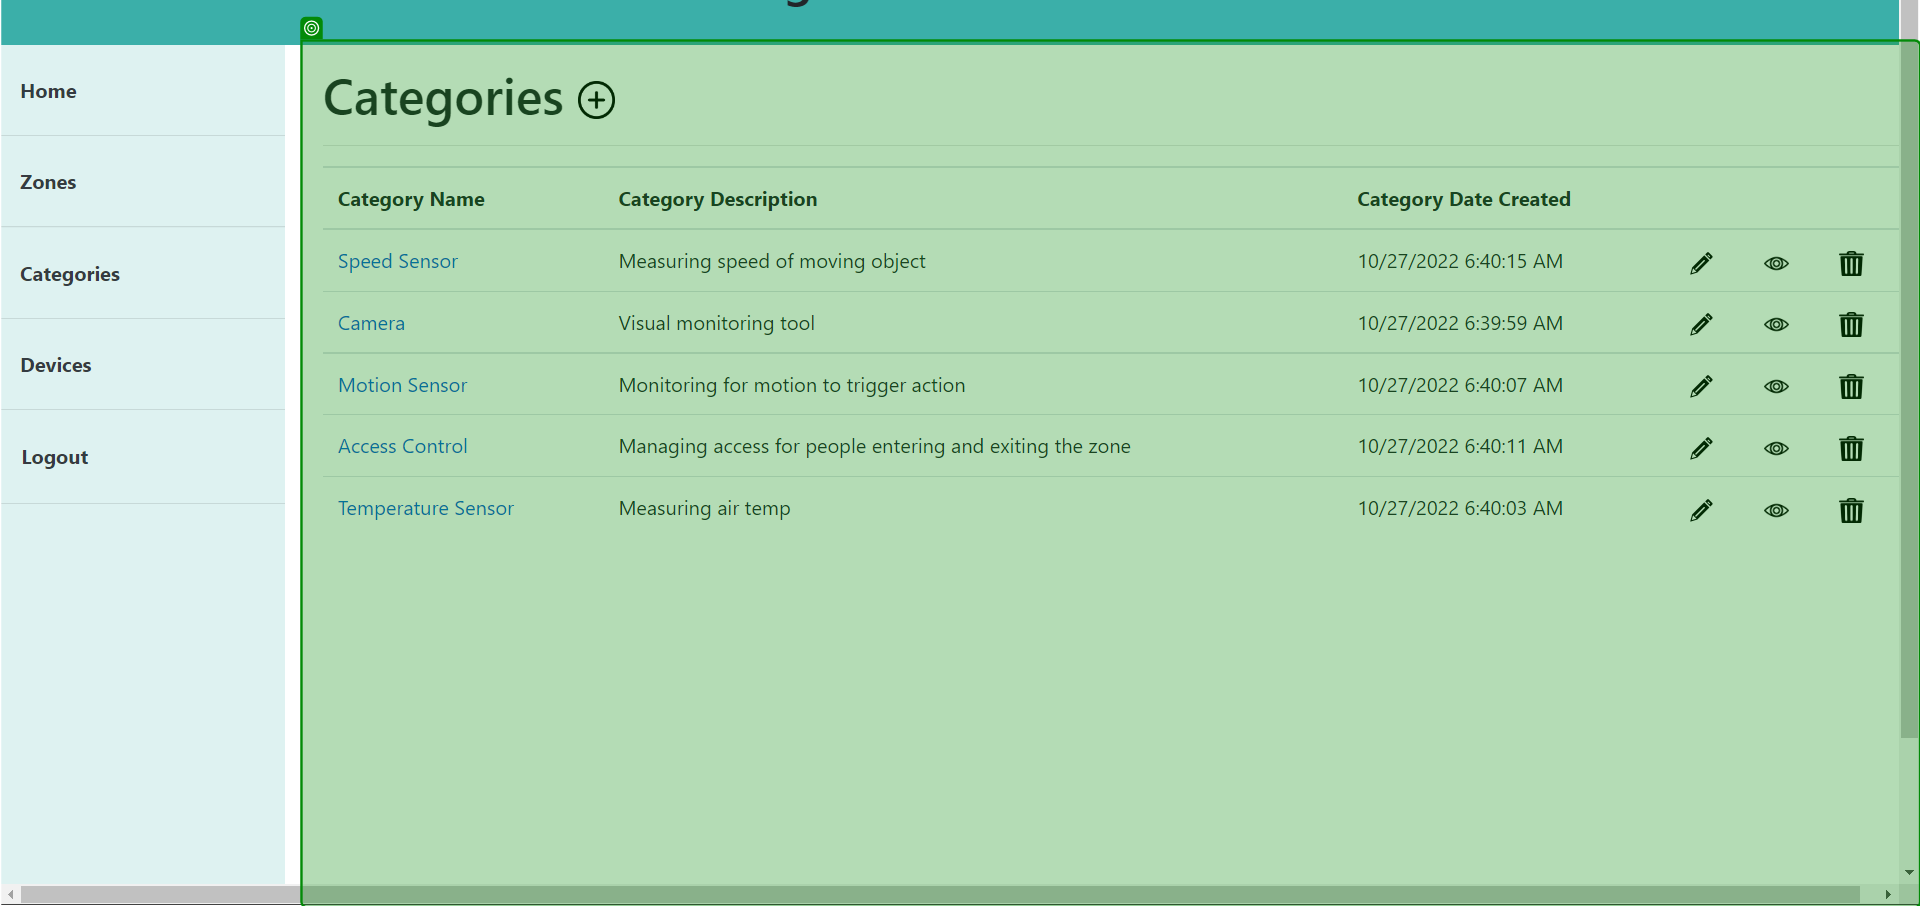 Home
Zones
Categories
Devices
Logout
Categories
Category Name Category Description Category Date Created
Speed Sensor Measuring speed of moving object 10/27/2022 6:40:15 AM
Camera Visual monitoring tool 10/27/2022 6:39:59 AM
Motion Sensor Monitoring for motion to trigger action 10/27/2022 6:40:07 AM
Access Control Managing access for people entering and exiting the zone 10/27/2022 6:40:11 AM
Temperature Sensor Measuring air temp 10/27/2022 6:40:03 AM